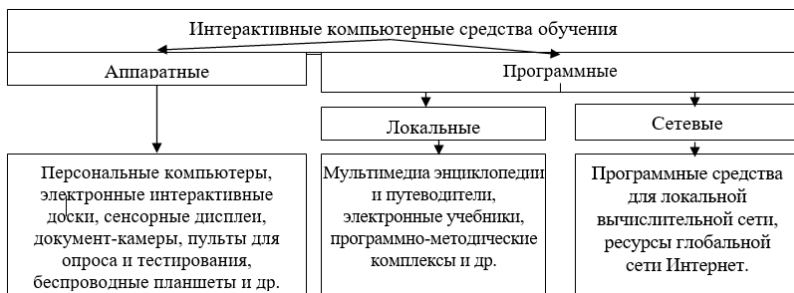 Интерактивные компьютерные средства обучения
Аппаратные
Программные
Локальные
Сетевые
Персональные компьютеры,
электронные интерактивные
доски, сенсорные дисплеи,
документ-камеры, пульты для
опроса и тестирования,
беспроводные планшеты и др.
Мультимедиа энциклопедии
и путеводители,
электронные учебники,
программно-методические
комплексы и др.
Программные средства
для локальной
вычислительной сети,
ресурсы глобальной
сети Интернет.